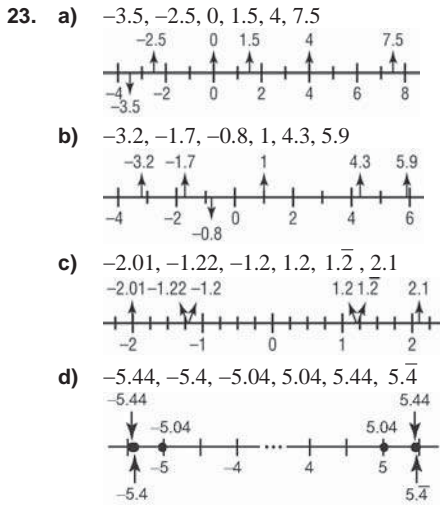 23. a) −3.5, −2.5, 0, 1.5, 4, 7.5
−2.5 0 1.5 4 7.5
−4 −2 0 2 4 6 8
−3.5
b) −3.2, −1.7, −0.8, 1, 4.3, 5.9
−3.2 −1.7 1 4.3 5.9
−4 −2 0 2 4 6
−0.8
c) −2.01, −1.22, −1.2, 1.2, 1.2̅, 2.1
−2.01 −1.22 −1.2 1.2 1.2̅ 2.1
−2 −1 0 1 2
d) −5.44, −5.4, −5.04, 5.04, 5.44, 5.4̅
−5.44 5.44
−5.04 5.04
−5 −4 ... 4 5
−5.4 5.4̅